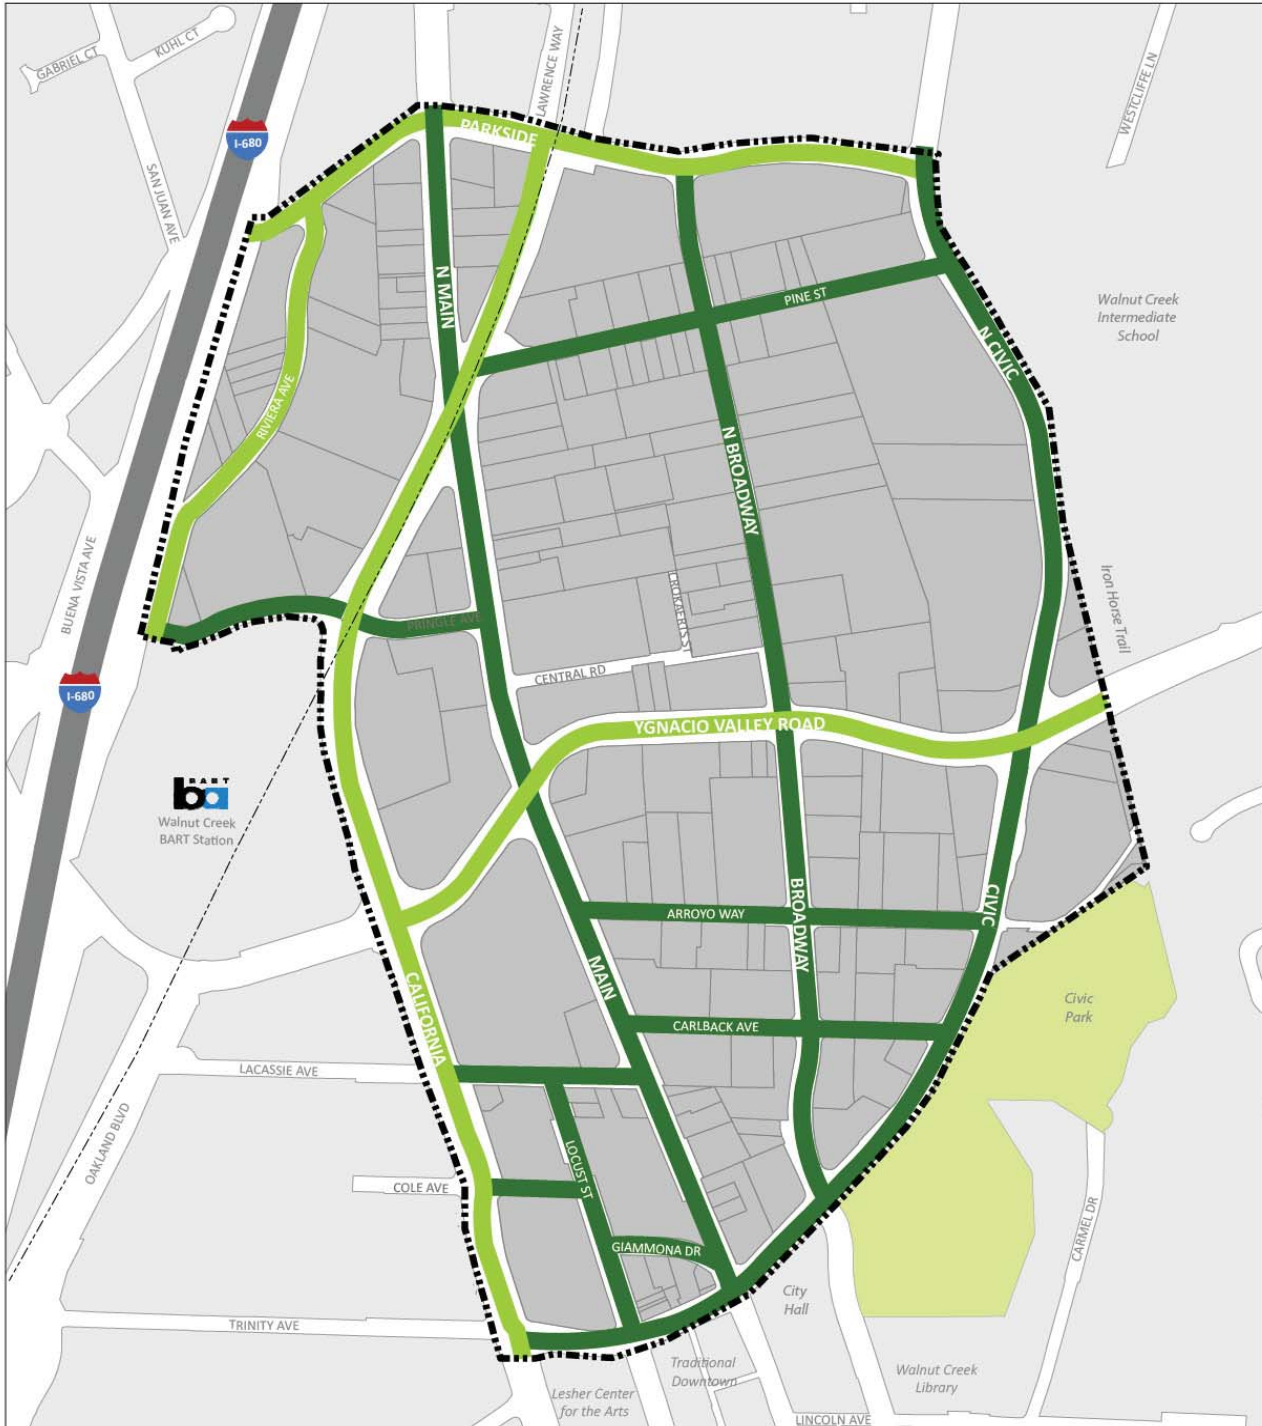 GABRIEL CT
KUHL CT
LAWRENCE WAY
WESTCLIFFE LN
I-680
PARKSIDE
SAN JUAN AVE
N MAIN
PINE ST
Walnut Creek
Intermediate
School
N CIVIC
RIVIERA AVE
N BROADWAY
BUENA VISTA AVE
Iron Horse Trail
PRINGLE AVE
CENTRAL RD
I-680
YGNACIO VALLEY ROAD
BART
ba
Walnut Creek
BART Station
ARROYO WAY
BROADWAY
CIVIC
MAIN
CALIFORNIA
Civic
Park
CARLBACK AVE
LACASSIE AVE
OAKLAND BLVD
LOCUST ST
COLE AVE
CARMEL DR
GIAMMONA DR
City
Hall
TRINITY AVE
Traditional
Downtown
Walnut Creek
Library
Lesher Center
for the Arts
LINCOLN AVE